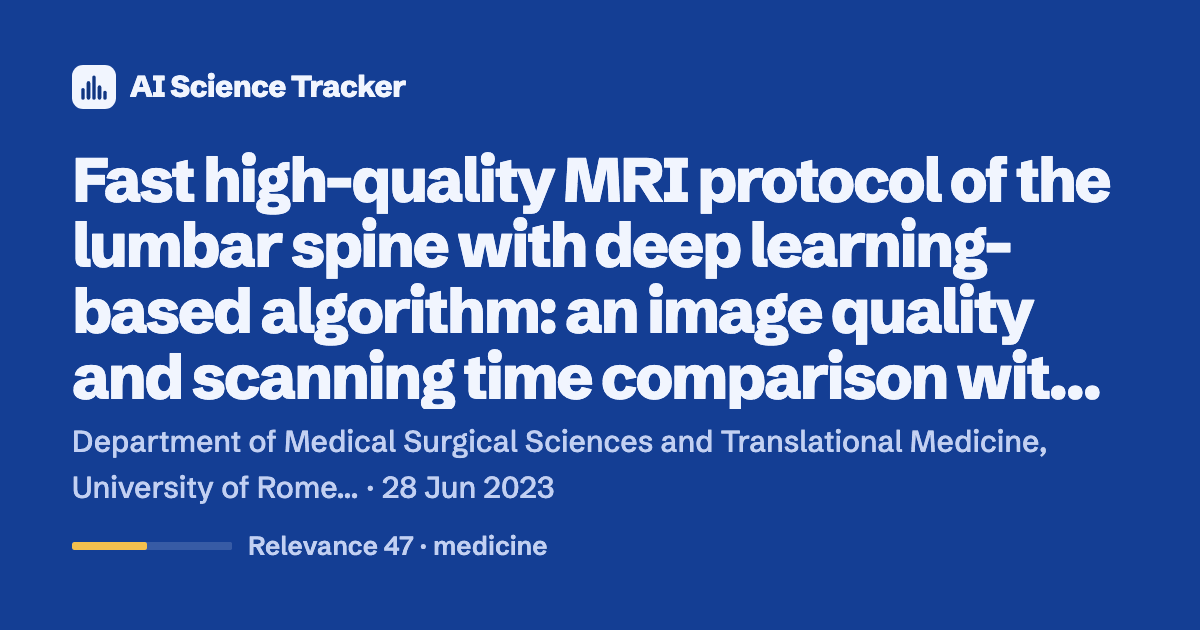 AI Science Tracker
Fast high-quality MRI protocol of the
lumbar spine with deep learning-
based algorithm: an image quality
and scanning time comparison wit...
Department of Medical Surgical Sciences and Translational Medicine,
University of Rome... · 28 Jun 2023
Relevance 47 · medicine